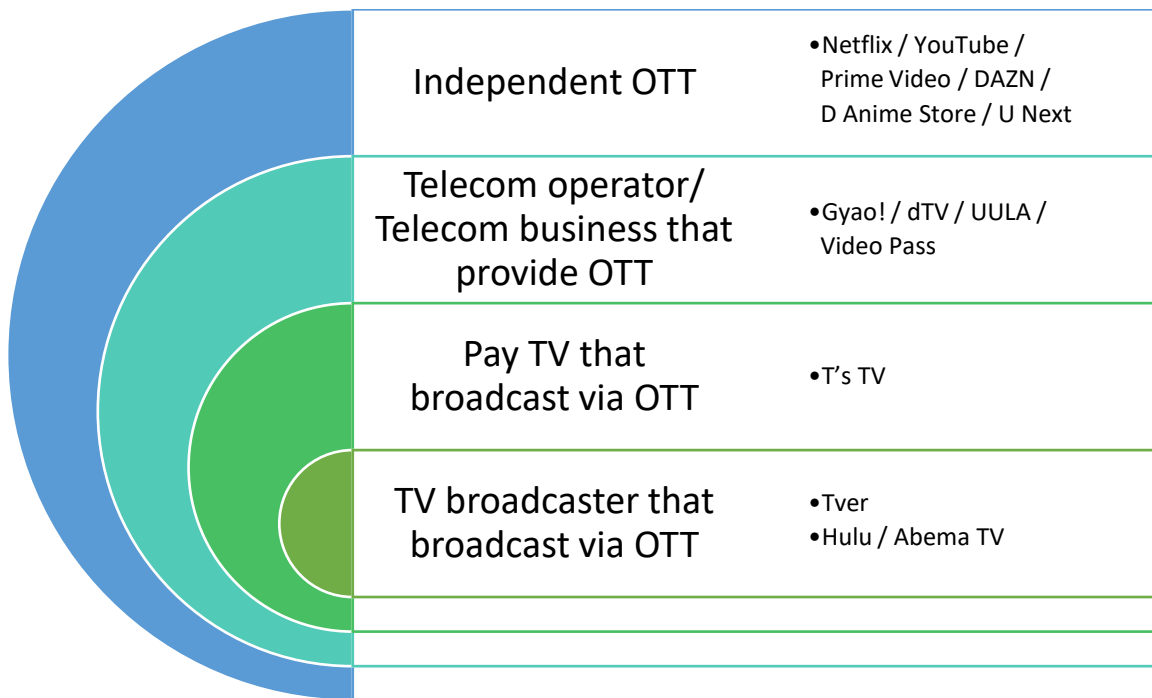 Independent OTT
•Netflix / YouTube /
Prime Video / DAZN /
D Anime Store / U Next
Telecom operator/
Telecom business that
provide OTT
•Gyao! / dTV / UULA /
Video Pass
Pay TV that
broadcast via OTT
•T’s TV
TV broadcaster that
broadcast via OTT
•Tver
•Hulu / Abema TV